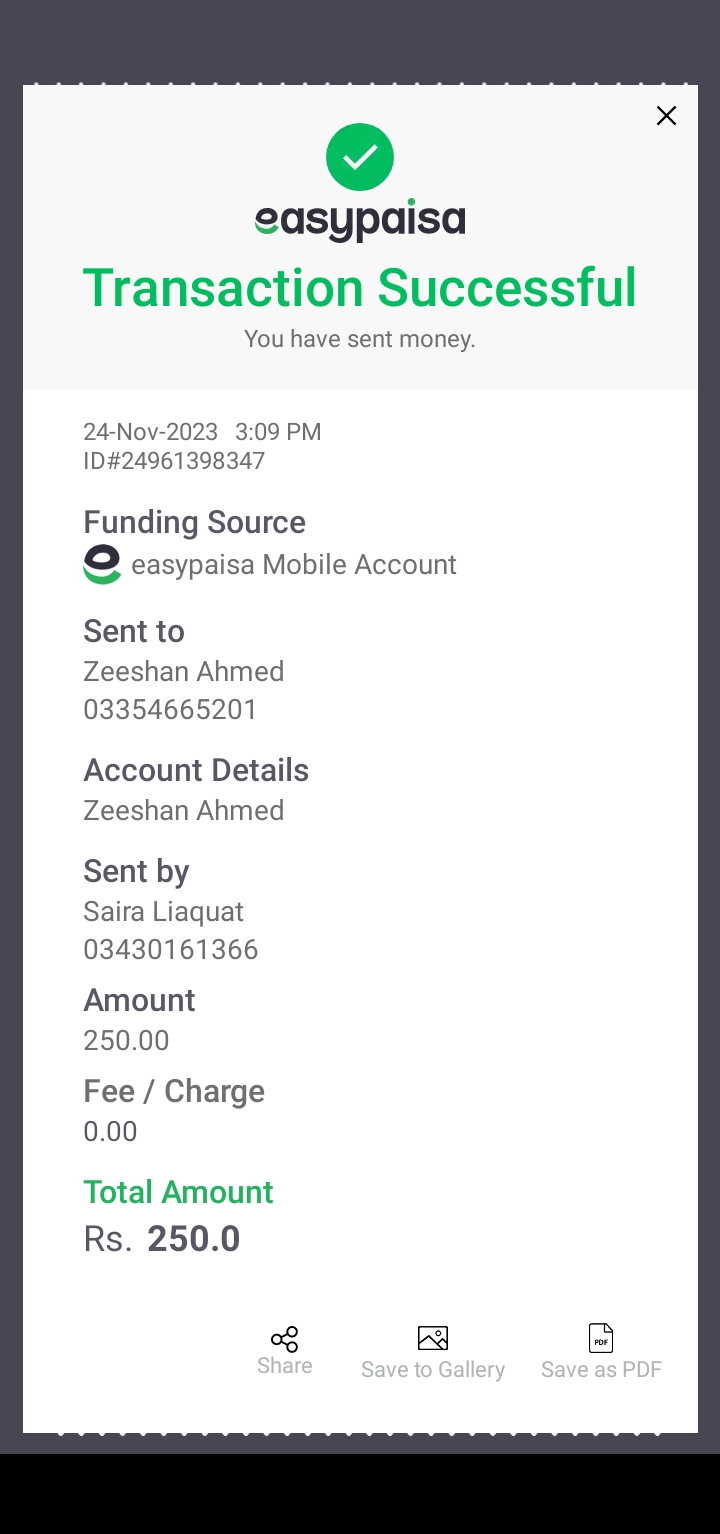 easypaisa
Transaction Successful
You have sent money.
24-Nov-2023 3:09 PM
ID#24961398347
Funding Source
easypaisa Mobile Account
Sent to
Zeeshan Ahmed
03354665201
Account Details
Zeeshan Ahmed
Sent by
Saira Liaquat
03430161366
Amount
250.00
Fee / Charge
0.00
Total Amount
Rs. 250.0
PDF
Share
Save to Gallery
Save as PDF